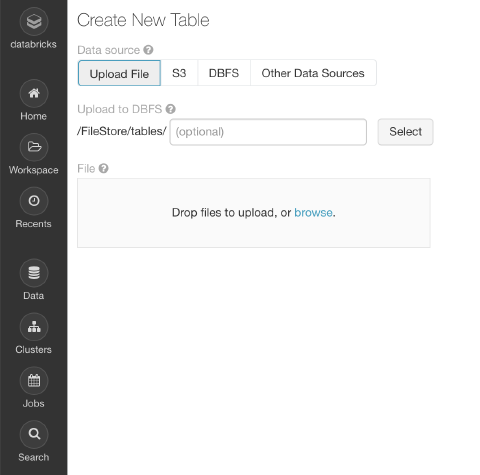 databricks
Home
Workspace
Recents
Data
Clusters
Jobs
Search
Create New Table
Data source ?
Upload File S3 DBFS Other Data Sources
Upload to DBFS ?
/FileStore/tables/ (optional) Select
File ?
Drop files to upload, or browse.